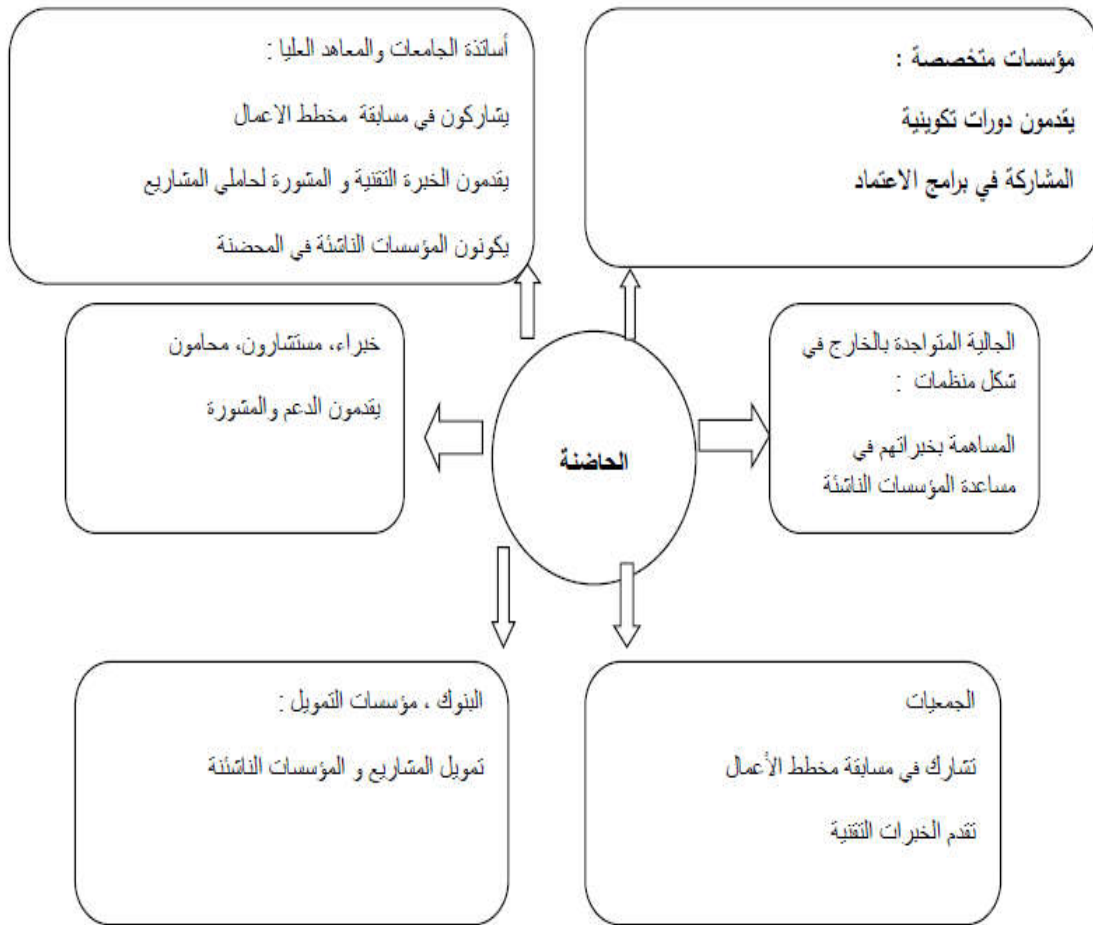 مؤسسات متخصصة :
يقدمون دورات تكوينية
المشاركة في برامج الاعتماد
أساتذة الجامعات والمعاهد العليا :
يشاركون في مسابقة مخطط الاعمال
يقدمون الخبرة التقنية و المشورة لحاملي المشاريع
يكونون المؤسسات الناشئة في المحضنة
الجالية المتواجدة بالخارج في
شكل منظمات :
المساهمة بخبراتهم في
مساعدة المؤسسات الناشئة
الحاضنة
خبراء، مستشارون، محامون
يقدمون الدعم والمشورة
الجمعيات
تشارك في مسابقة مخطط الأعمال
تقدم الخبرات التقنية
البنوك ، مؤسسات التمويل :
تمويل المشاريع و المؤسسات الناشئنة